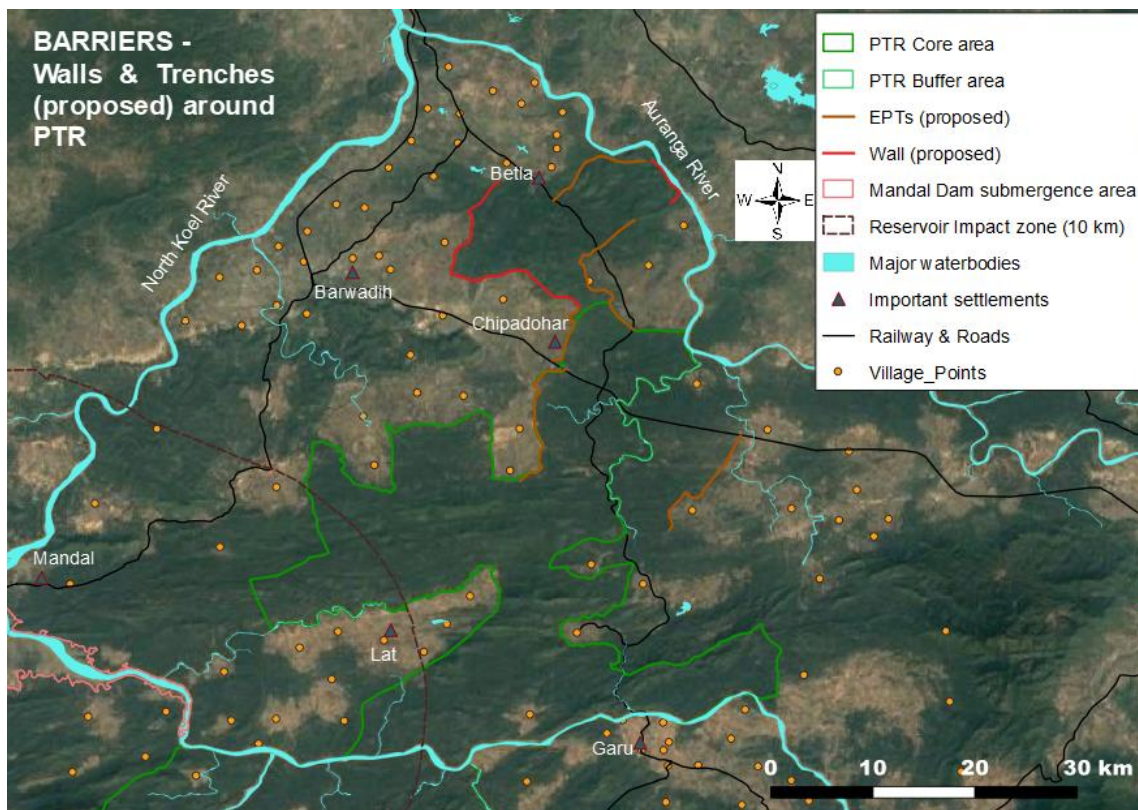 BARRIERS -
Walls & Trenches
(proposed) around
PTR
PTR Core area
PTR Buffer area
EPTs (proposed)
Wall (proposed)
Mandal Dam submergence area
Reservoir Impact zone (10 km)
Major waterbodies
Important settlements
Railway & Roads
Village_Points
N
W E
S
Auranga River
North Koel River
Betla
Barwadih
Chipadohar
Mandal
Lat
Garu
0 10 20 30 km